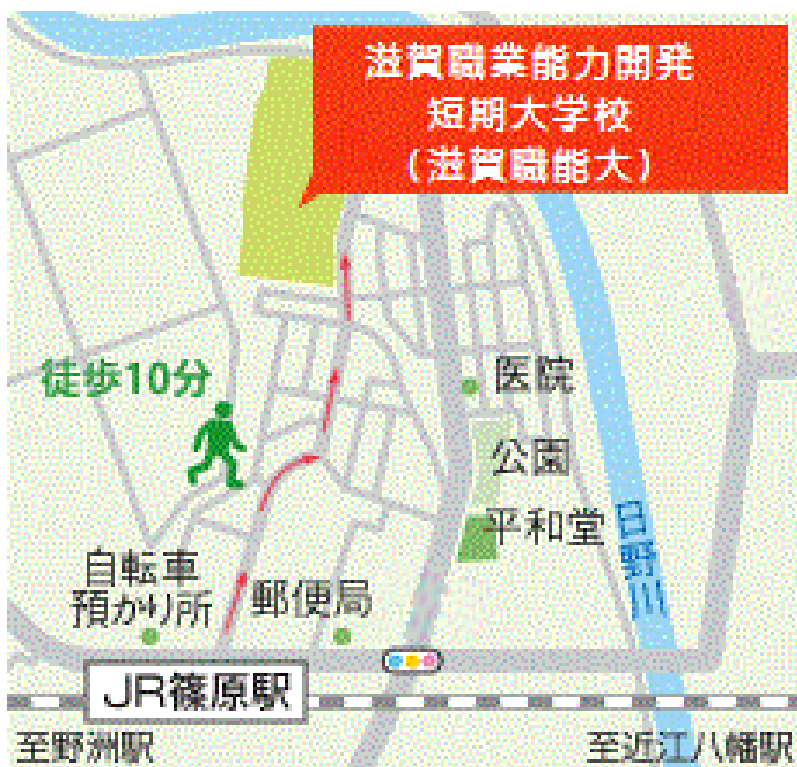 滋賀職業能力開発
短期大学校
(滋賀職能大)
徒歩10分
医院
公園
平和堂
日野川
自転車
預かり所
郵便局
JR篠原駅
至野洲駅
至近江八幡駅